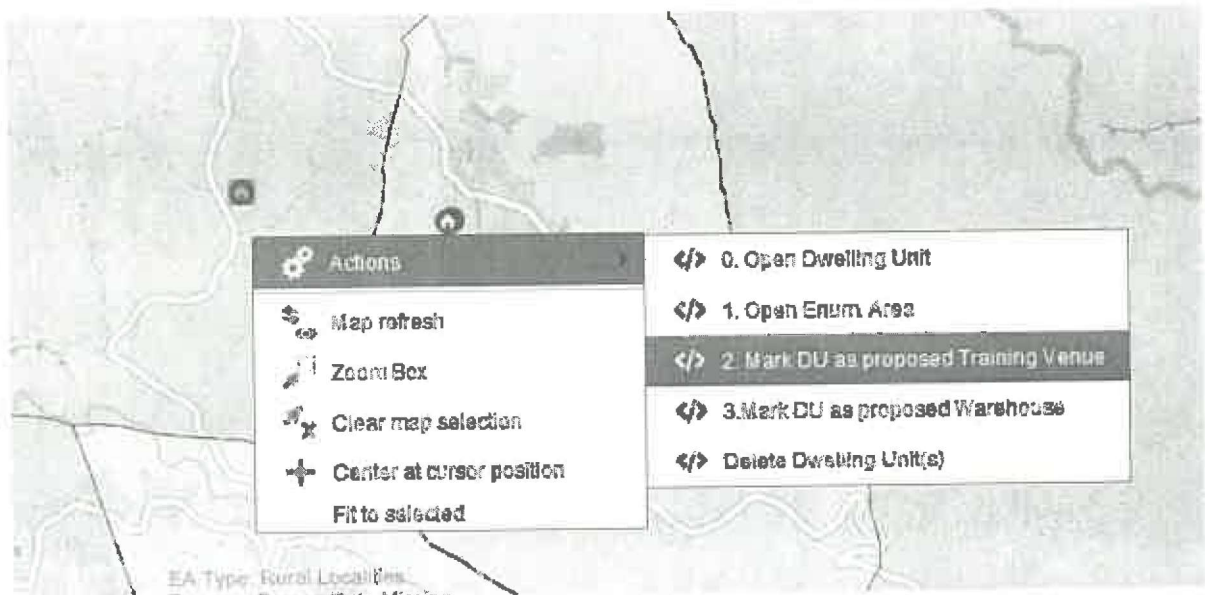 Actions
Map refresh
Zoom Box
Clear map selection
Center at cursor position
Fit to selected
0. Open Dwelling Unit
1. Open Enum. Area
2. Mark DU as proposed Training Venue
3.Mark DU as proposed Warehouse
Delete Dwelling Unit(s)
EA Type: Rural Localities